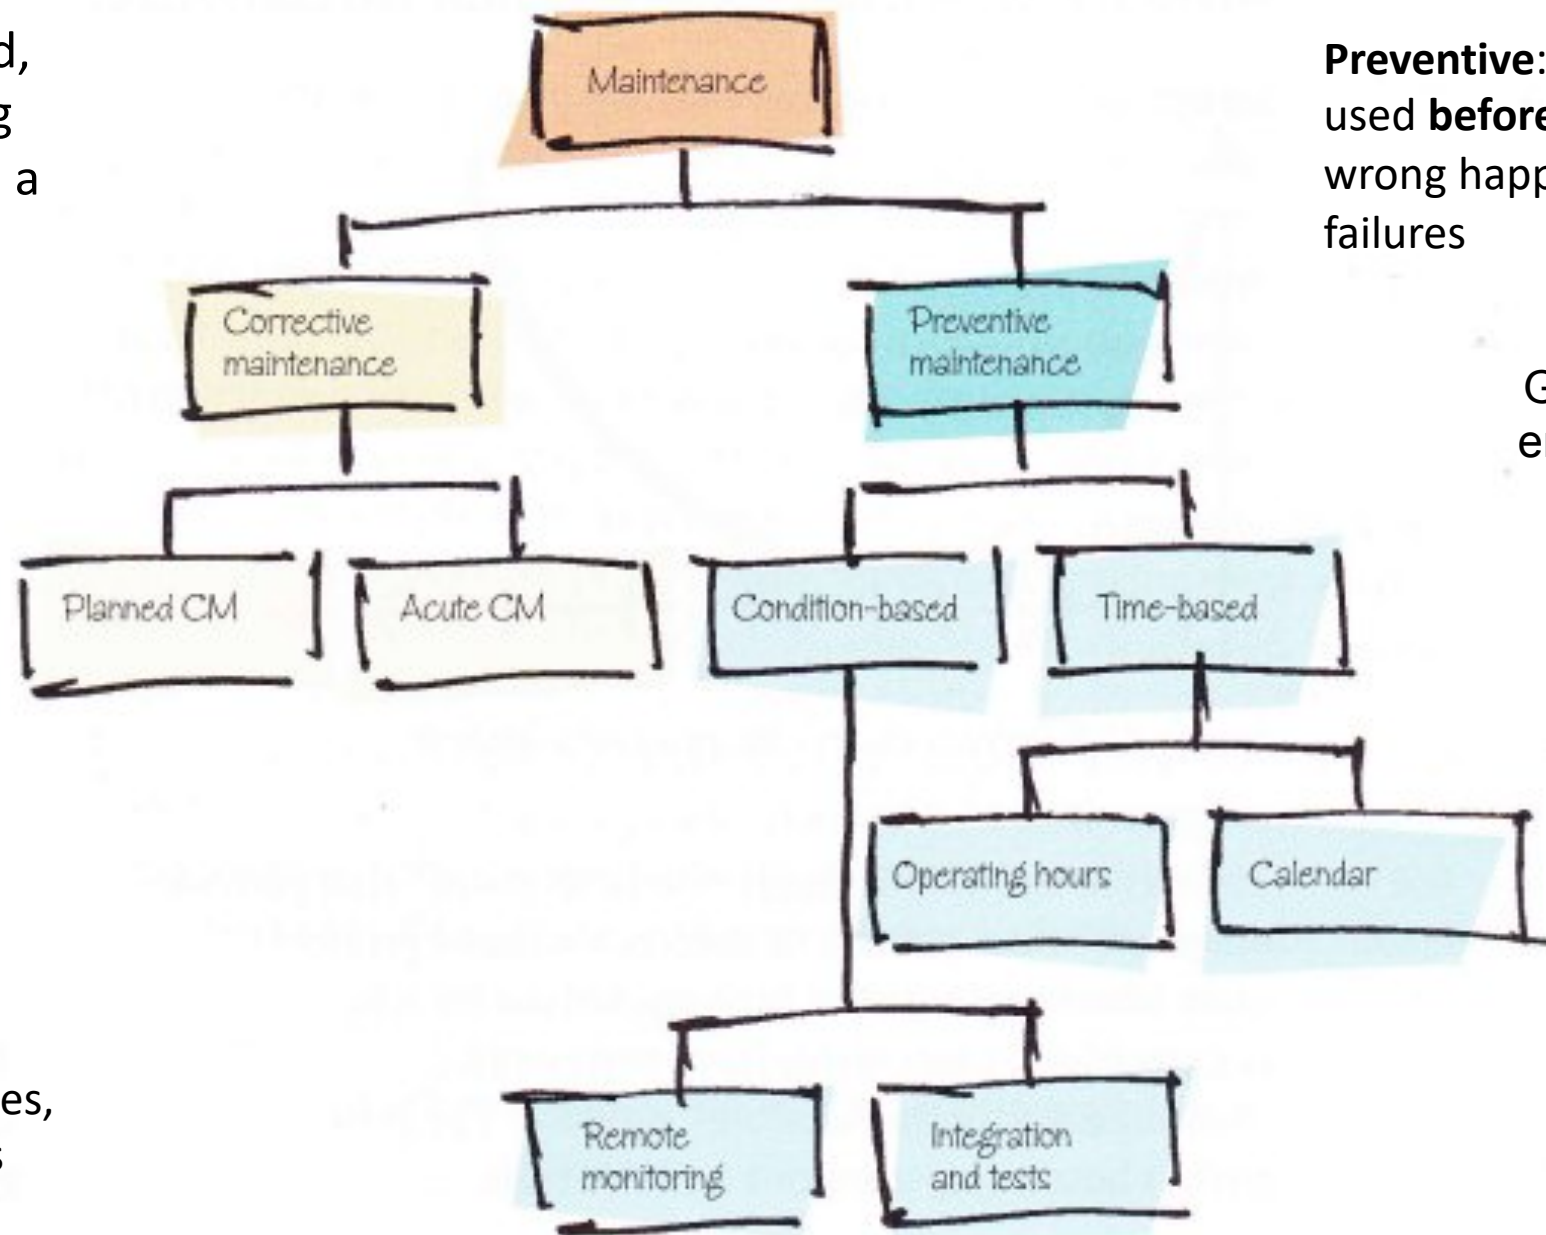 d,
g
a
Maintenance
Preventive:
used before
wrong happ
failures
Corrective
maintenance
Preventive
maintenance
G
er
Planned CM
Acute CM
Condition-based
Time-based
Operating hours
Calendar
es,
s
Remote
monitoring
Integration
and tests